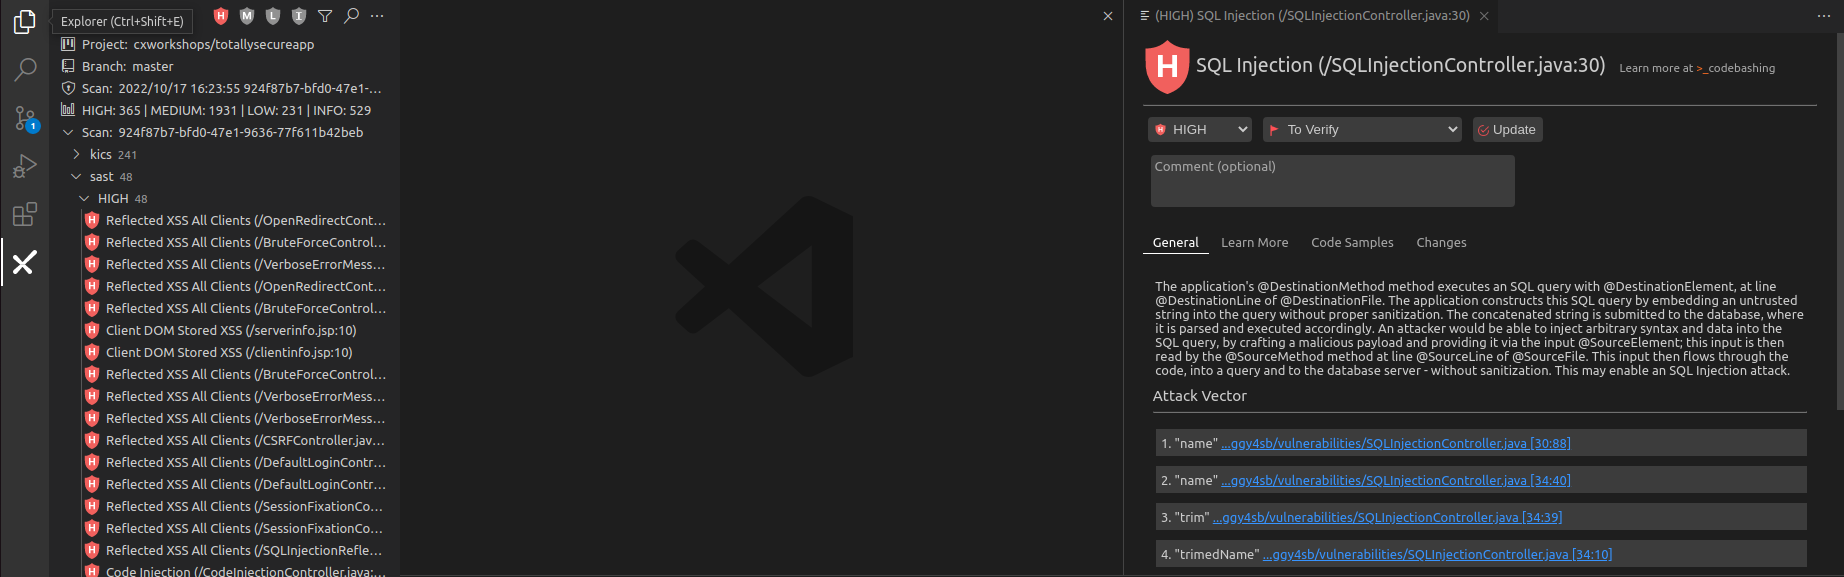 Explorer (Ctrl+Shift+E)
H M L I
Project: cxworkshops/totallysecureapp
Branch: master
Scan: 2022/10/17 16:23:55 924f87b7-bfd0-47e1-...
HIGH: 365 | MEDIUM: 1931 | LOW: 231 | INFO: 529
Scan: 924f87b7-bfd0-47e1-9636-77f611b42beb
kics 241
sast 48
HIGH 48
H Reflected XSS All Clients (/OpenRedirectCont...
H Reflected XSS All Clients (/BruteForceControl...
H Reflected XSS All Clients (/VerboseErrorMess...
H Reflected XSS All Clients (/OpenRedirectCont...
H Reflected XSS All Clients (/BruteForceControl...
H Client DOM Stored XSS (/serverinfo.jsp:10)
H Client DOM Stored XSS (/clientinfo.jsp:10)
H Reflected XSS All Clients (/BruteForceControl...
H Reflected XSS All Clients (/VerboseErrorMess...
H Reflected XSS All Clients (/VerboseErrorMess...
H Reflected XSS All Clients (/CSRFController.jav...
H Reflected XSS All Clients (/DefaultLoginContr...
H Reflected XSS All Clients (/DefaultLoginContr...
H Reflected XSS All Clients (/SessionFixationCo...
H Reflected XSS All Clients (/SessionFixationCo...
H Reflected XSS All Clients (/SQLInjectionRefle...
H Code Injection (/CodeInjectionController.java:...
1
(HIGH) SQL Injection (/SQLInjectionController.java:30)
H SQL Injection (/SQLInjectionController.java:30) Learn more at >_codebashing
H HIGH To Verify Update
Comment (optional)
General Learn More Code Samples Changes
The application's @DestinationMethod method executes an SQL query with @DestinationElement, at line
@DestinationLine of @DestinationFile. The application constructs this SQL query by embedding an untrusted
string into the query without proper sanitization. The concatenated string is submitted to the database, where
it is parsed and executed accordingly. An attacker would be able to inject arbitrary syntax and data into the
SQL query, by crafting a malicious payload and providing it via the input @SourceElement; this input is then
read by the @SourceMethod method at line @SourceLine of @SourceFile. This input then flows through the
code, into a query and to the database server - without sanitization. This may enable an SQL Injection attack.
Attack Vector
1. "name" ...ggy4sb/vulnerabilities/SQLInjectionController.java [30:88]
2. "name" ...ggy4sb/vulnerabilities/SQLInjectionController.java [34:40]
3. "trim" ...ggy4sb/vulnerabilities/SQLInjectionController.java [34:39]
4. "trimedName" ...ggy4sb/vulnerabilities/SQLInjectionController.java [34:10]